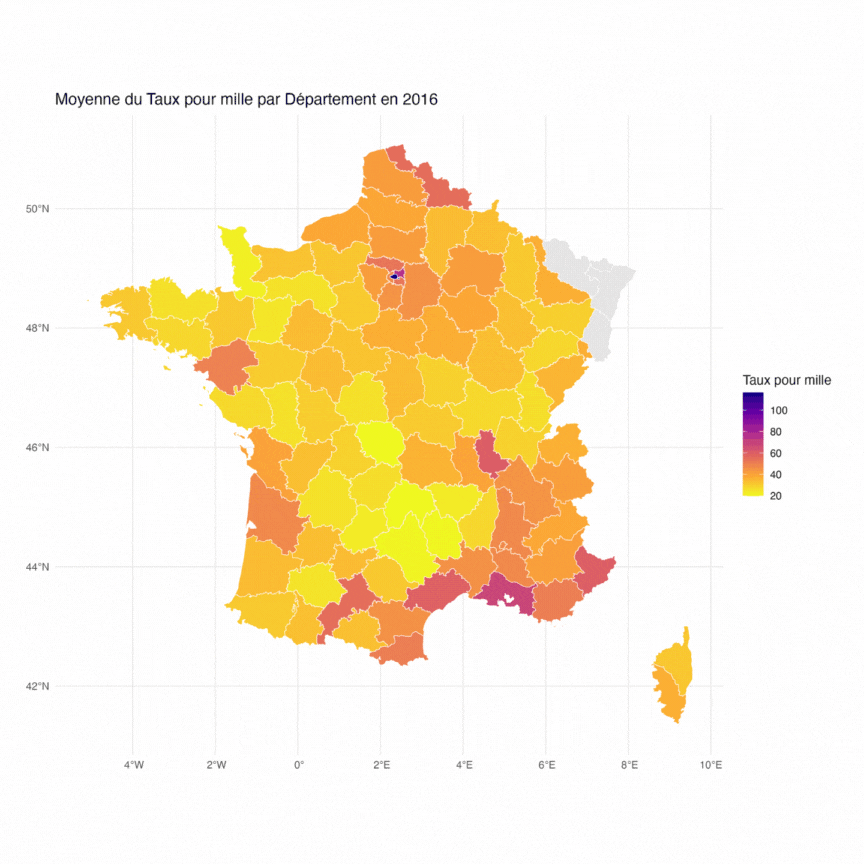 Moyenne du Taux pour mille par Département en 2016
50°N
48°N
46°N
44°N
42°N
4°W 2°W 0° 2°E 4°E 6°E 8°E 10°E
Taux pour mille
100
80
60
40
20